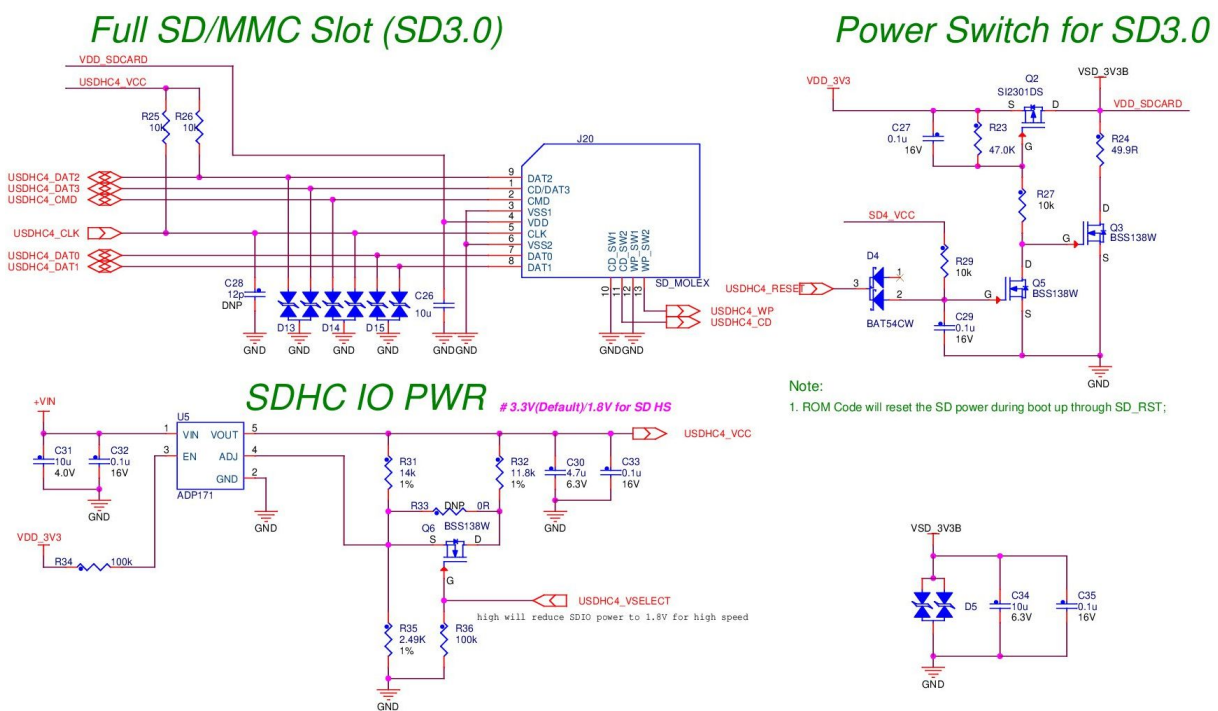 Full SD/MMC Slot (SD3.0)
VDD_SDCARD
USDHC4_VCC
R25
10k
R26
10k
J20
USDHC4_DAT2
USDHC4_DAT3
USDHC4_CMD
USDHC4_CLK
USDHC4_DAT0
USDHC4_DAT1
9 DAT2
1 CD/DAT3
2 CMD
3 VSS1
4 VDD
5 CLK
6 VSS2
7 DAT0
8 DAT1
CD_SW1
CD_SW2
WP_SW1
WP_SW2
10
11
12
13
SD_MOLEX
USDHC4_WP
USDHC4_CD
C28
12p
DNP
D13
D14
D15
C26
10u
GND
GND
GND
GND
GND
GND
GND
GND
Power Switch for SD3.0
VDD_3V3
Q2
SI2301DS
VSD_3V3B
S
D
G
VDD_SDCARD
C27
0.1u
16V
R23
47.0K
R24
49.9R
R27
10k
SD4_VCC
D
Q3
BSS138W
G
S
D4
1
3
2
BAT54CW
USDHC4_RESET
R29
10k
D
Q5
BSS138W
G
S
C29
0.1u
16V
GND
Note:
1. ROM Code will reset the SD power during boot up through SD_RST;
SDHC IO PWR
# 3.3V(Default)/1.8V for SD HS
+VIN
U5
1 VIN VOUT 5
3 EN ADJ 4
GND 2
ADP171
C31
10u
4.0V
C32
0.1u
16V
GND
GND
VDD_3V3
R34
100k
USDHC4_VCC
R31
14k
1%
R32
11.8k
1%
C30
4.7u
6.3V
C33
0.1u
16V
GND
R33
DNP
0R
Q6
BSS138W
S
D
G
USDHC4_VSELECT
high will reduce SDIO power to 1.8V for high speed
R35
2.49K
1%
R36
100k
GND
VSD_3V3B
D5
C34
10u
6.3V
C35
0.1u
16V
GND